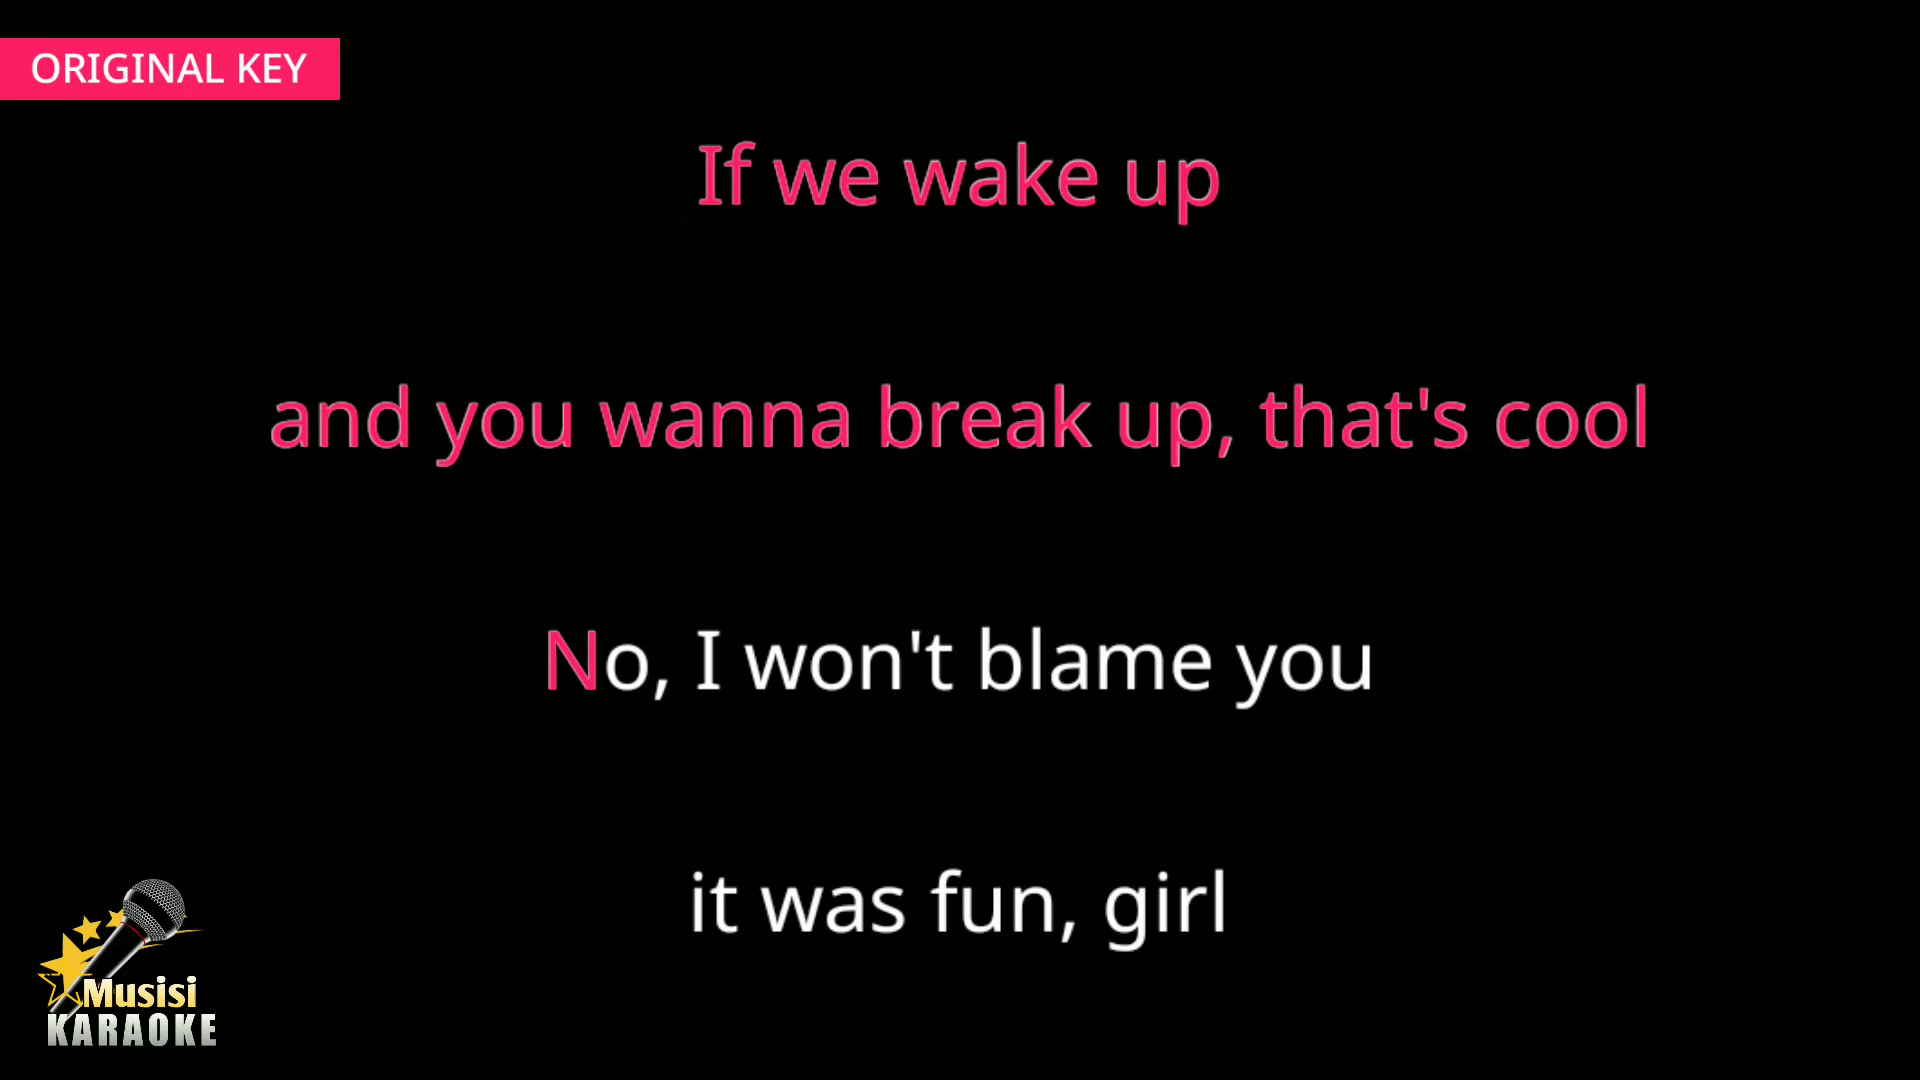 ORIGINAL KEY
If we wake up
and you wanna break up, that's cool
No, I won't blame you
it was fun, girl
Musisi
KARAOKE